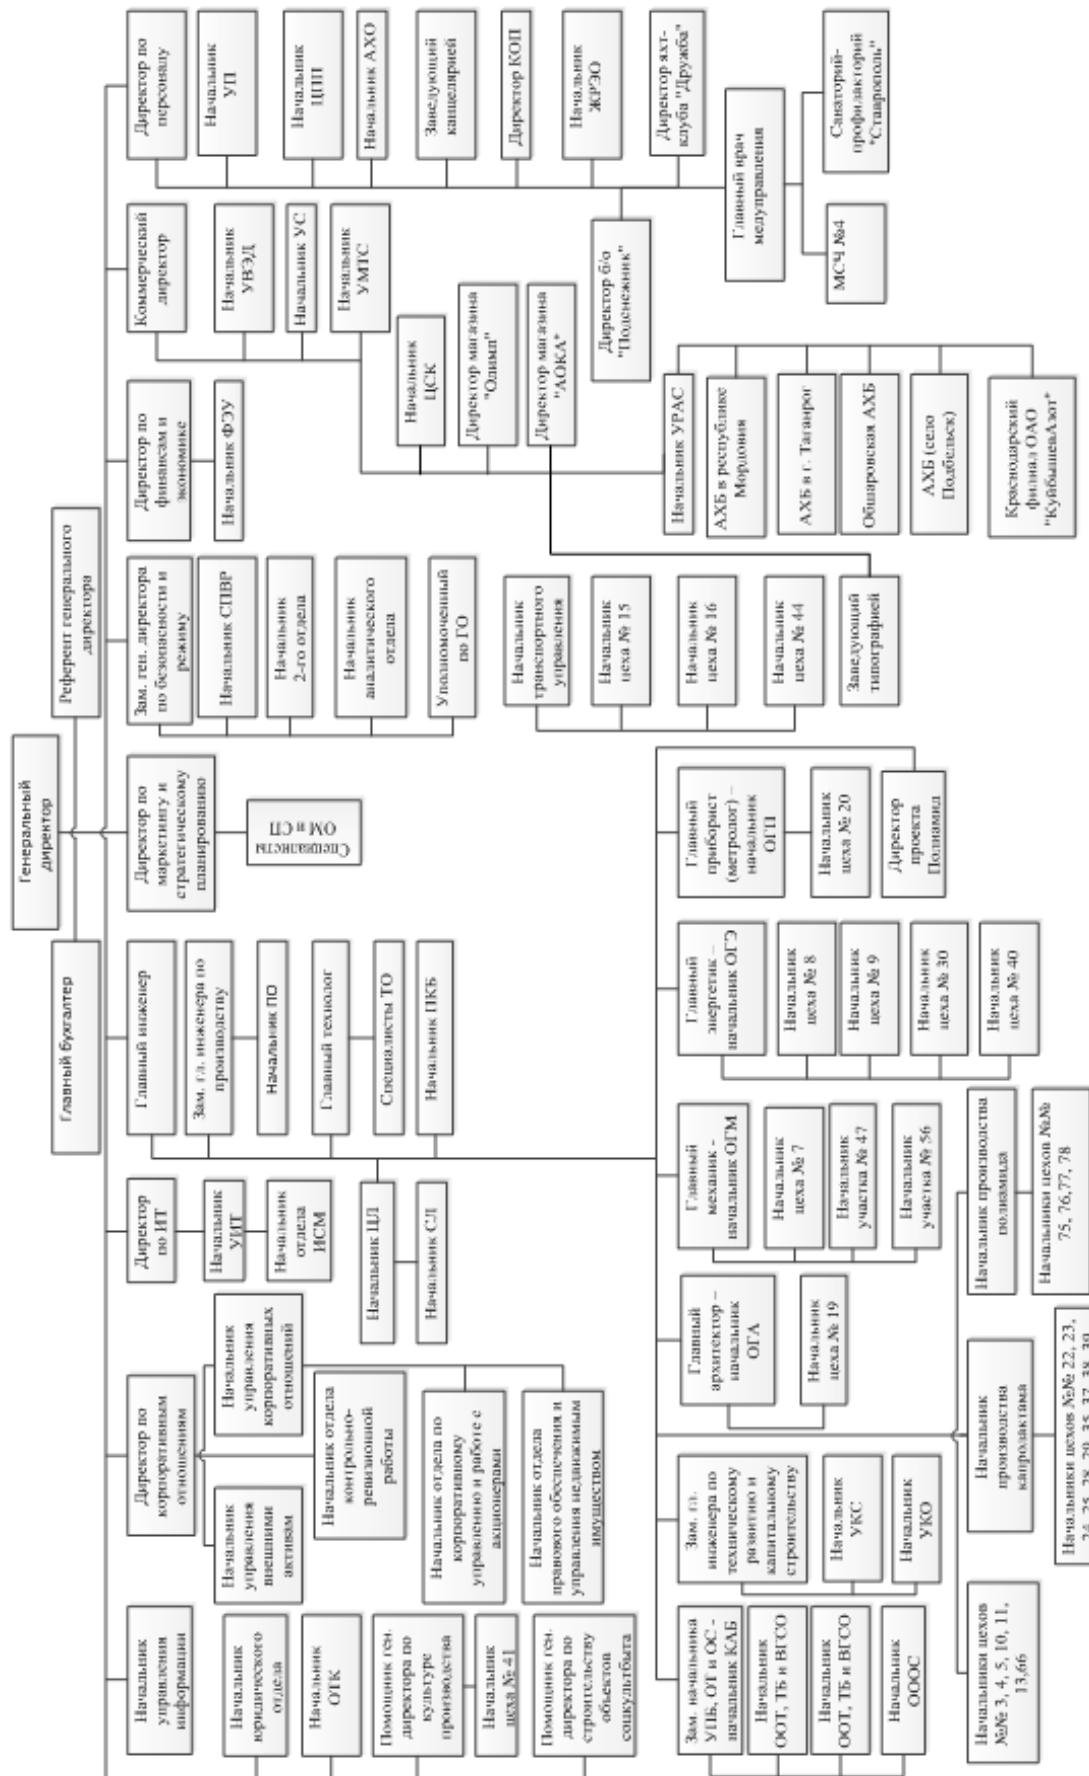 Генеральный
директор
Главный бухгалтер
Референт генерального
директора
Начальник
управления
информации
Начальник
юридического
отдела
Начальник
ОТК
Помощник ген.
директора по
культуре
производства
Начальник
цеха № 41
Помощник ген.
директора по
строительству
объектов
соцкультбыта
Директор по
корпоративным
отношениям
Начальник
управления
внешними
активам
Начальник
управления
корпоративных
отношений
Начальник отдела
контрольно-
ревизионной
работы
Начальник отдела по
корпоративному
управлению и работе с
акционерами
Начальник отдела
правового обеспечения и
управления недвижимым
имуществом
Директор
по ИТ
Начальник
УИТ
Начальник
отдела
ИСМ
Главный инженер
Зам. гл. инженера по
производству
Начальник ПО
Главный технолог
Специалисты ТО
Начальник ПКБ
Начальник ЦЛ
Начальник СЛ
Директор по
маркетингу и
стратегическому
планированию
Специалисты
ОМ и СП
Зам. ген. директора
по безопасности и
режиму
Начальник СПВР
Начальник
2-го отдела
Начальник
аналитического
отдела
Уполномоченный
по ГО
Директор по
финансам и
экономике
Начальник ФЭУ
Коммерческий
директор
Начальник
УВЭД
Начальник УС
Начальник
УМТС
Начальник
ЦСК
Директор магазина
"Олимп"
Директор магазина
"АОКА"
Директор по
персоналу
Начальник
УП
Начальник
ЦПП
Начальник АХО
Заведующий
канцелярией
Директор КОП
Начальник
ЖРЭО
Директор яхт-
клуба "Дружба"
Директор б/о
"Подснежник"
Главный врач
медуправления
МСЧ №4
Санаторий-
профилакторий
"Ставрополь"
Начальник
транспортного
управления
Начальник
цеха № 15
Начальник
цеха № 16
Начальник
цеха № 44
Заведующий
типографией
Начальник УРАС
АХБ в республике
Мордовия
АХБ в г. Таганрог
Обшаровская АХБ
АХБ (село
Подбельск)
Краснодарский
филиал ОАО
"КуйбышевАзот"
Зам. начальника
УПБ, ОТ и ОС -
начальник КАБ
Начальник
ООТ, ТБ и ВГСО
Начальник
ООТ, ТБ и ВГСО
Начальник
ОООС
Зам. гл.
инженера по
техническому
развитию и
капитальному
строительству
Начальник
УКС
Начальник
УКО
Главный
архитектор –
начальник
ОГА
Начальник
цеха № 19
Главный
механик -
начальник ОГМ
Начальник
цеха № 7
Начальник
участка № 47
Начальник
участка № 56
Главный
энергетик –
начальник ОГЭ
Начальник
цеха № 8
Начальник
цеха № 9
Начальник
цеха № 30
Начальник
цеха № 40
Главный
приборист
(метролог) –
начальник
ОГП
Начальник
цеха № 20
Директор
проекта
Полиамид
Начальники цехов
№№ 3, 4, 5, 10, 11,
13,66
Начальник
производства
капролактама
Начальники цехов №№ 22, 23,
Начальник производства
полиамида
Начальники цехов №№
75, 76,77, 78